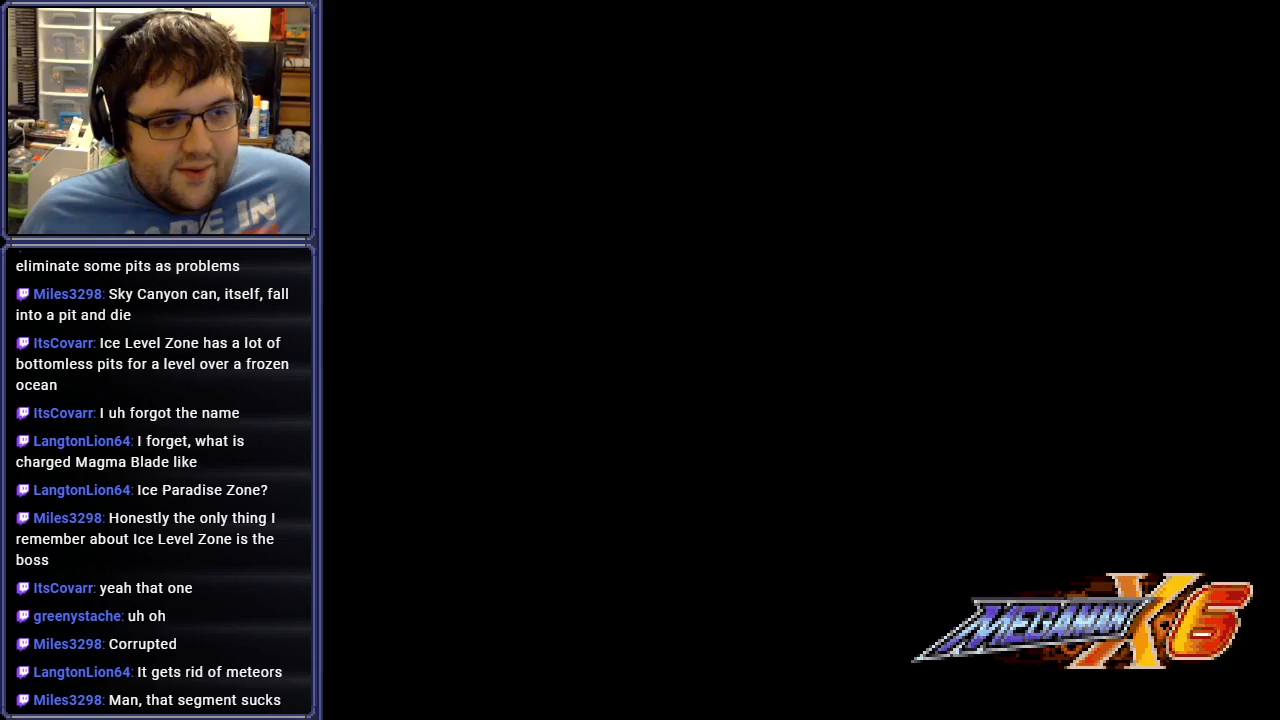 MADE IN
eliminate some pits as problems
Miles3298: Sky Canyon can, itself, fall
into a pit and die
ItsCovarr: Ice Level Zone has a lot of
bottomless pits for a level over a frozen
ocean
ItsCovarr: I uh forgot the name
LangtonLion64: I forget, what is
charged Magma Blade like
LangtonLion64: Ice Paradise Zone?
Miles3298: Honestly the only thing I
remember about Ice Level Zone is the
boss
ItsCovarr: yeah that one
greenystache: uh oh
Miles3298: Corrupted
LangtonLion64: It gets rid of meteors
Miles3298: Man, that segment sucks
MEGAMAN X6